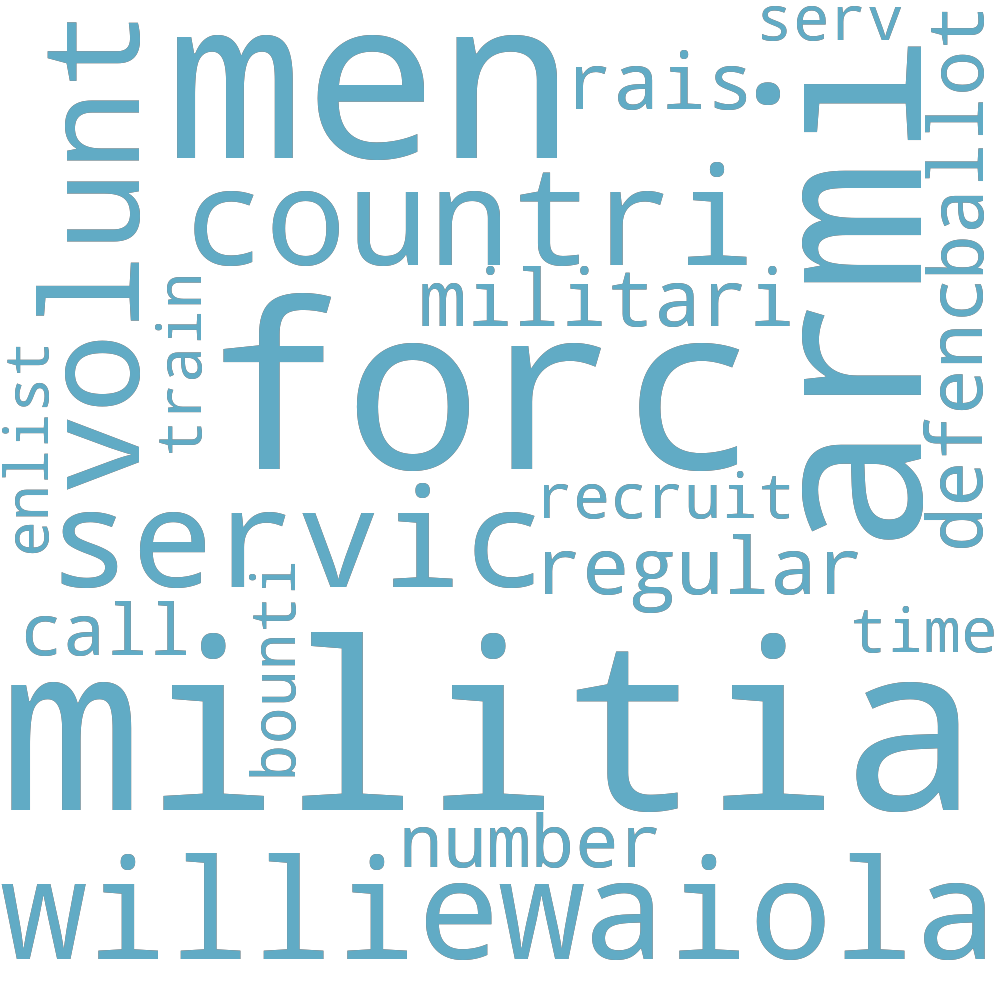 serv
men
rais
volunt
armi
ballot
countri
militari
train
forc
defenc
enlist
servic
recruit
regular
call
bounti
time
militia
number
williewaiola